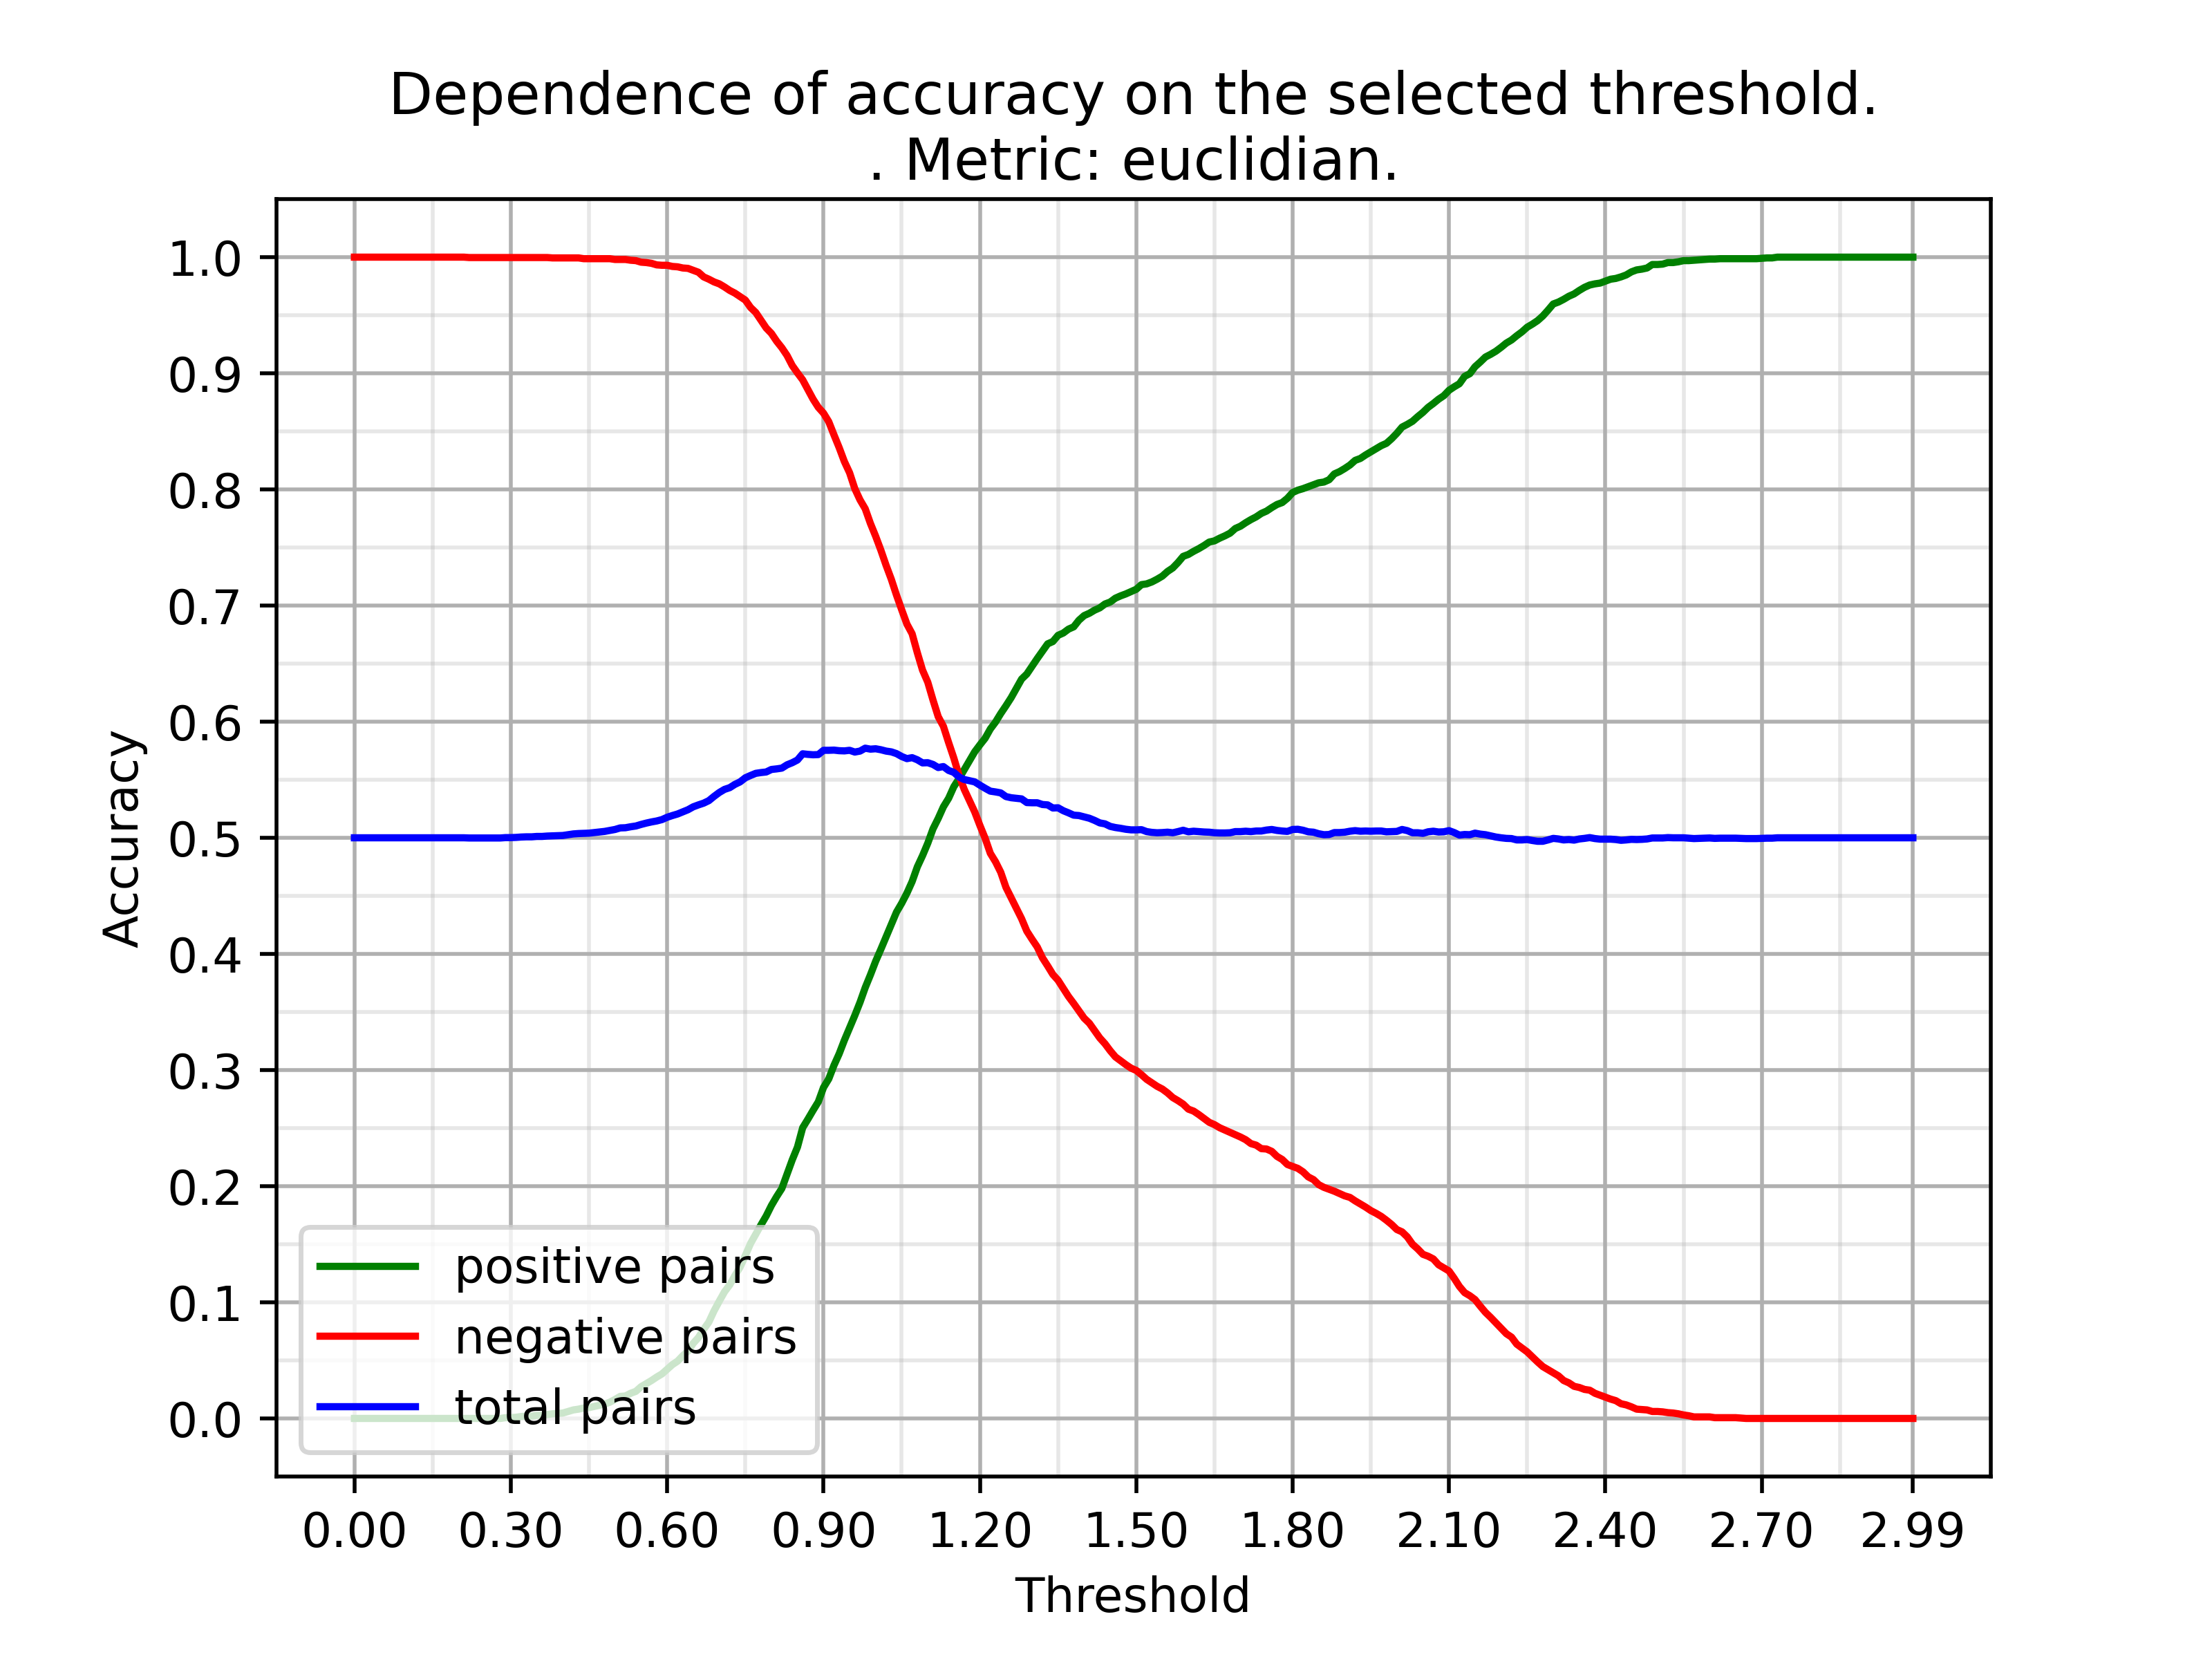 Dependence of accuracy on the selected threshold.
. Metric: euclidian.
1.0
0.9
0.8
0.7
0.6
0.5
0.4
0.3
0.2
0.1
0.0
Accuracy
positive pairs
negative pairs
total pairs
0.00 0.30 0.60 0.90 1.20 1.50 1.80 2.10 2.40 2.70 2.99
Threshold